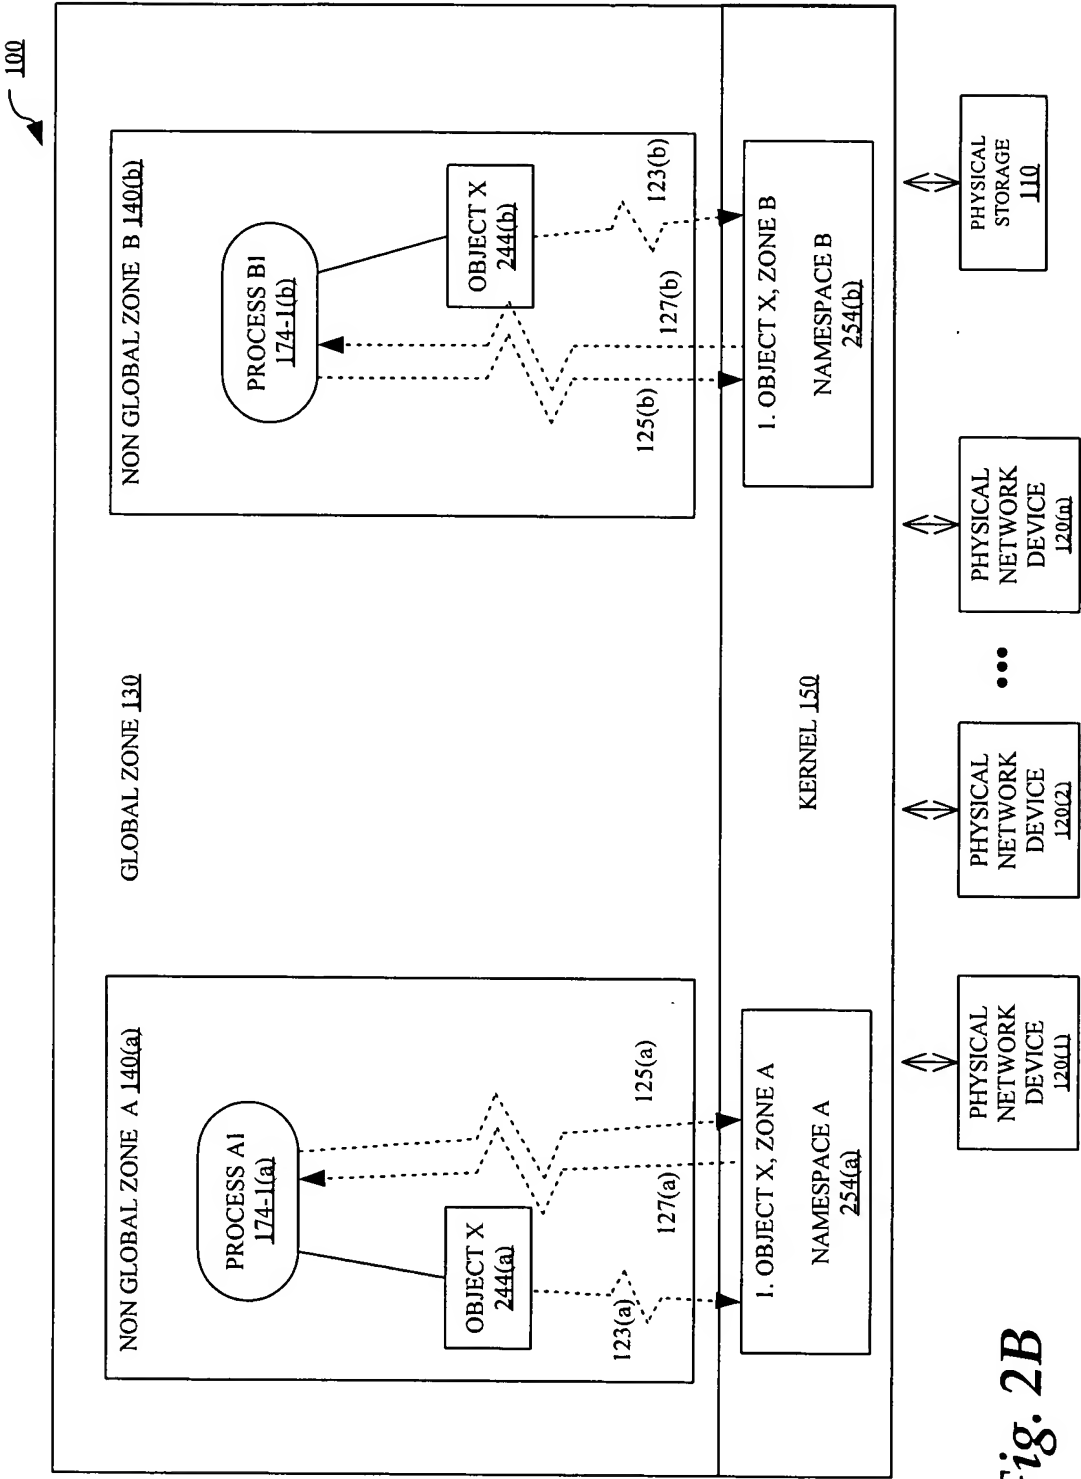 100
GLOBAL ZONE 130
NON GLOBAL ZONE A 140(a)
PROCESS A1
174-1(a)
OBJECT X
244(a)
123(a)
127(a)
125(a)
NON GLOBAL ZONE B 140(b)
PROCESS B1
174-1(b)
OBJECT X
244(b)
125(b)
127(b)
123(b)
1. OBJECT X, ZONE A
NAMESPACE A
254(a)
KERNEL 150
1. OBJECT X, ZONE B
NAMESPACE B
254(b)
PHYSICAL
NETWORK
DEVICE
120(1)
PHYSICAL
NETWORK
DEVICE
120(2)
•••
PHYSICAL
NETWORK
DEVICE
120(n)
PHYSICAL
STORAGE
110
Fig. 2B